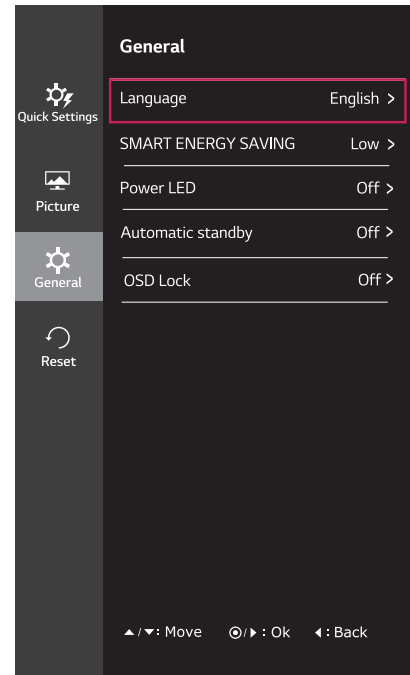 General
Quick Settings
Picture
General
Reset
Language English >
SMART ENERGY SAVING Low >
Power LED Off >
Automatic standby Off >
OSD Lock Off >
▲/▼: Move ◉/▶ : Ok ◀ : Back